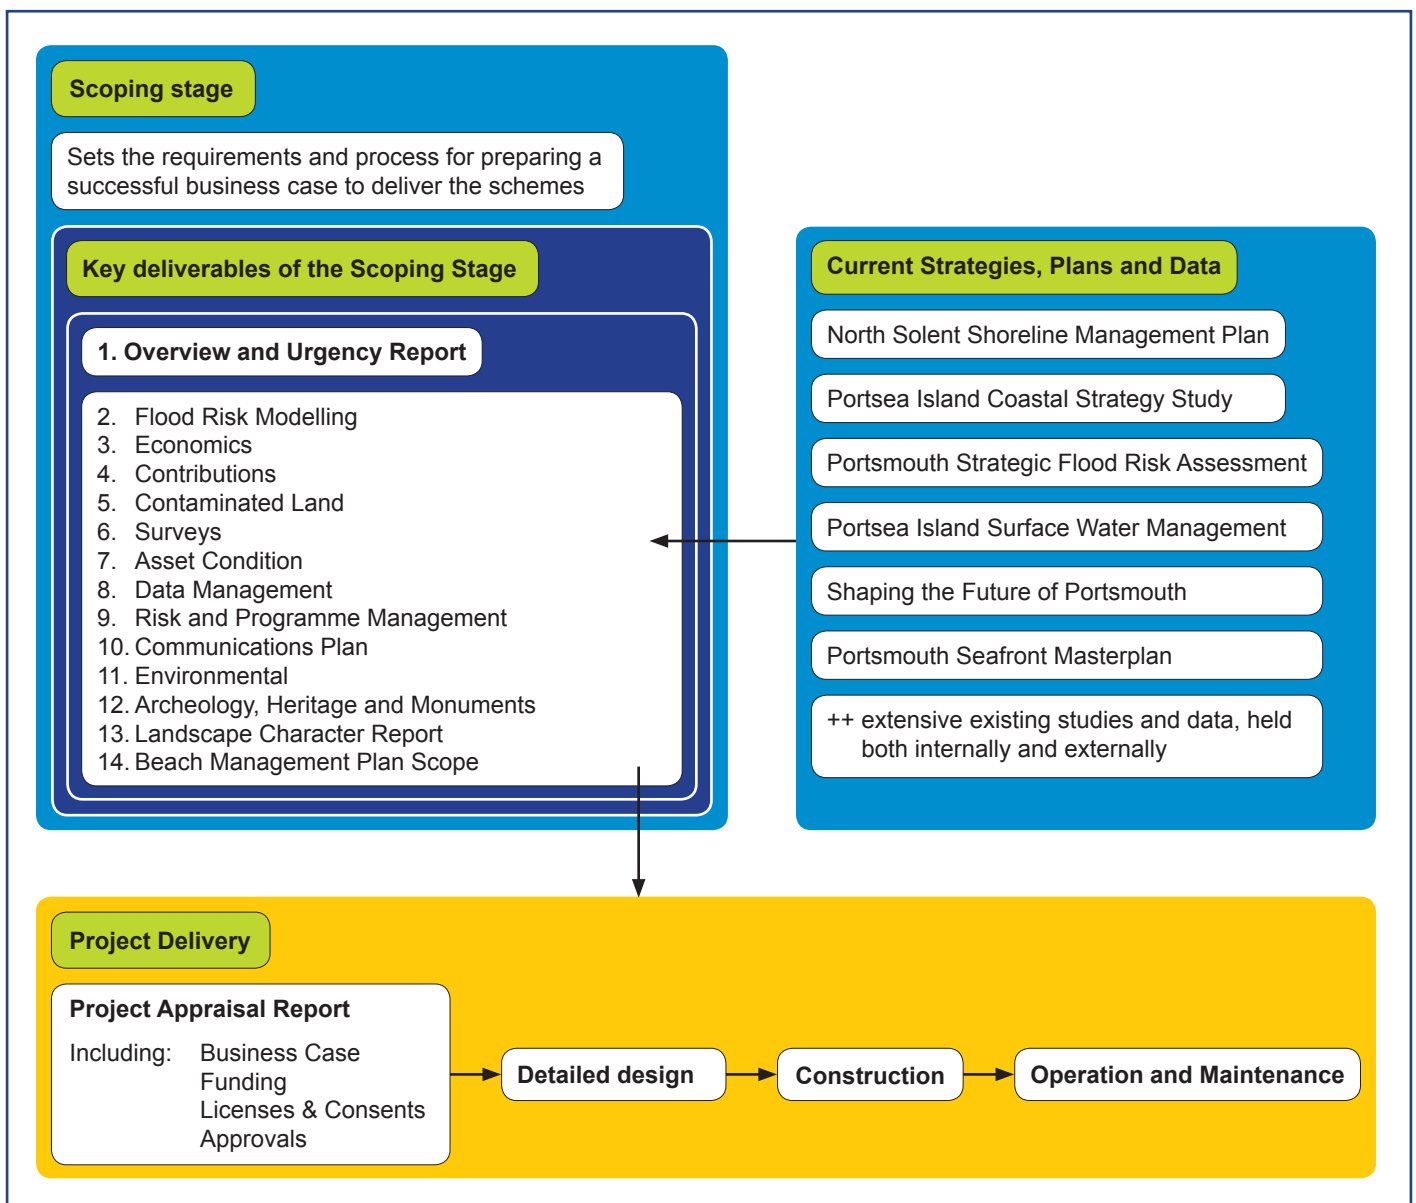 Scoping stage
Sets the requirements and process for preparing a
successful business case to deliver the schemes
Key deliverables of the Scoping Stage
1. Overview and Urgency Report
2. Flood Risk Modelling
3. Economics
4. Contributions
5. Contaminated Land
6. Surveys
7. Asset Condition
8. Data Management
9. Risk and Programme Management
10. Communications Plan
11. Environmental
12. Archeology, Heritage and Monuments
13. Landscape Character Report
14. Beach Management Plan Scope
Current Strategies, Plans and Data
North Solent Shoreline Management Plan
Portsea Island Coastal Strategy Study
Portsmouth Strategic Flood Risk Assessment
Portsea Island Surface Water Management
Shaping the Future of Portsmouth
Portsmouth Seafront Masterplan
++ extensive existing studies and data, held
both internally and externally
Project Delivery
Project Appraisal Report
Including: Business Case
Funding
Licenses & Consents
Approvals
Detailed design
Construction
Operation and Maintenance